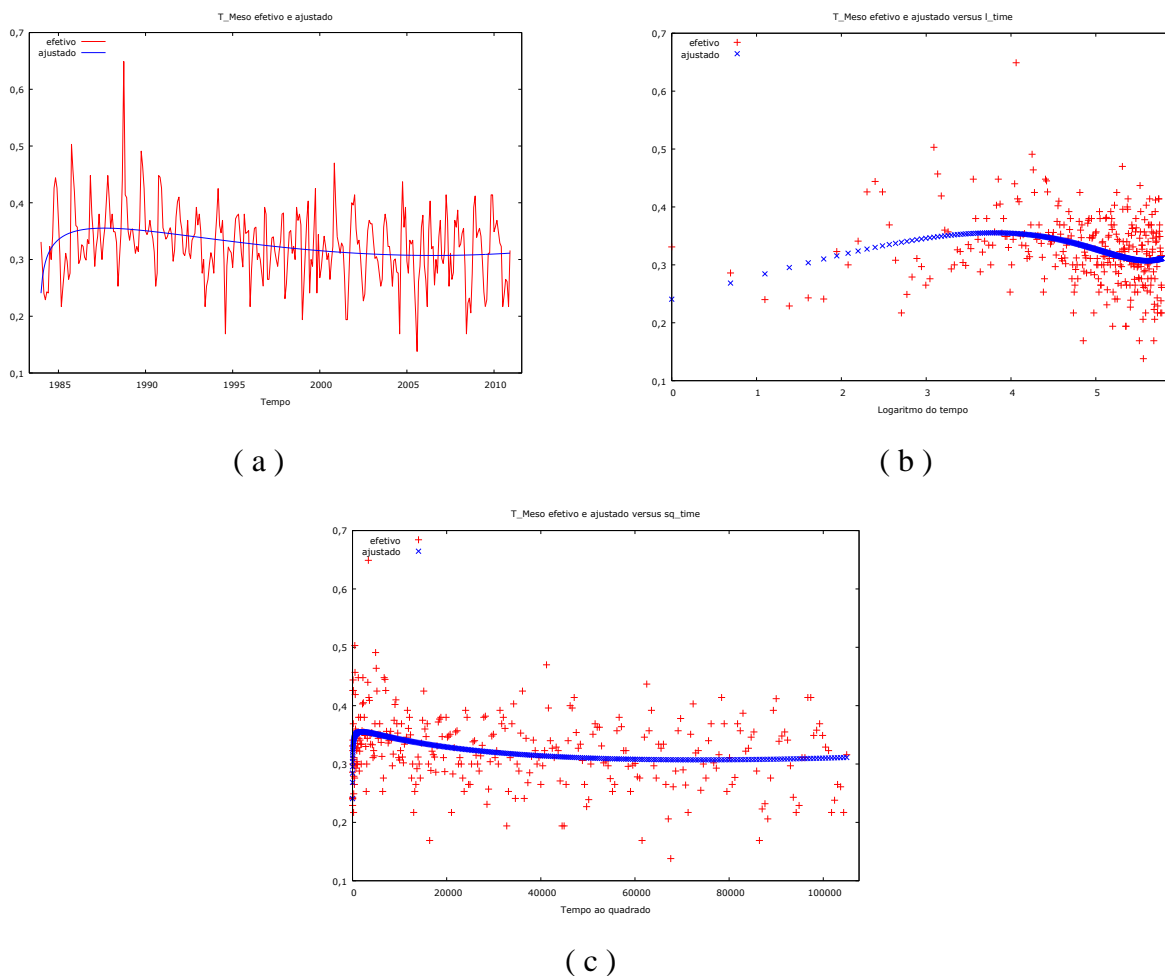 T_Meso efetivo e ajustado
0,7
efetivo
ajustado
0,6
0,5
0,4
0,3
0,2
0,1
1985 1990 1995 2000 2005 2010
Tempo
( a )
T_Meso efetivo e ajustado versus l_time
0,7
efetivo
ajustado
0,6
0,5
0,4
0,3
0,2
0,1
0 1 2 3 4 5
Logaritmo do tempo
( b )
T_Meso efetivo e ajustado versus sq_time
0,7
efetivo
ajustado
0,6
0,5
0,4
0,3
0,2
0,1
0 20000 40000 60000 80000 100000
Tempo ao quadrado
( c )